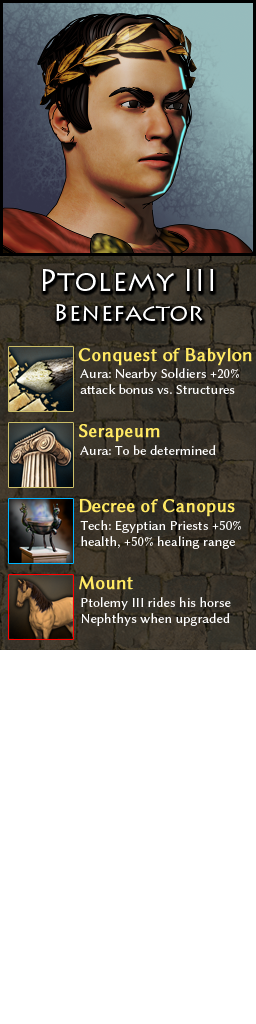 Ptolemy III
Benefactor
Conquest of Babylon
Aura: Nearby Soldiers +20%
attack bonus vs. Structures
Serapeum
Aura: To be determined
Decree of Canopus
Tech: Egyptian Priests +50%
health, +50% healing range
Mount
Ptolemy III rides his horse
Nephthys when upgraded